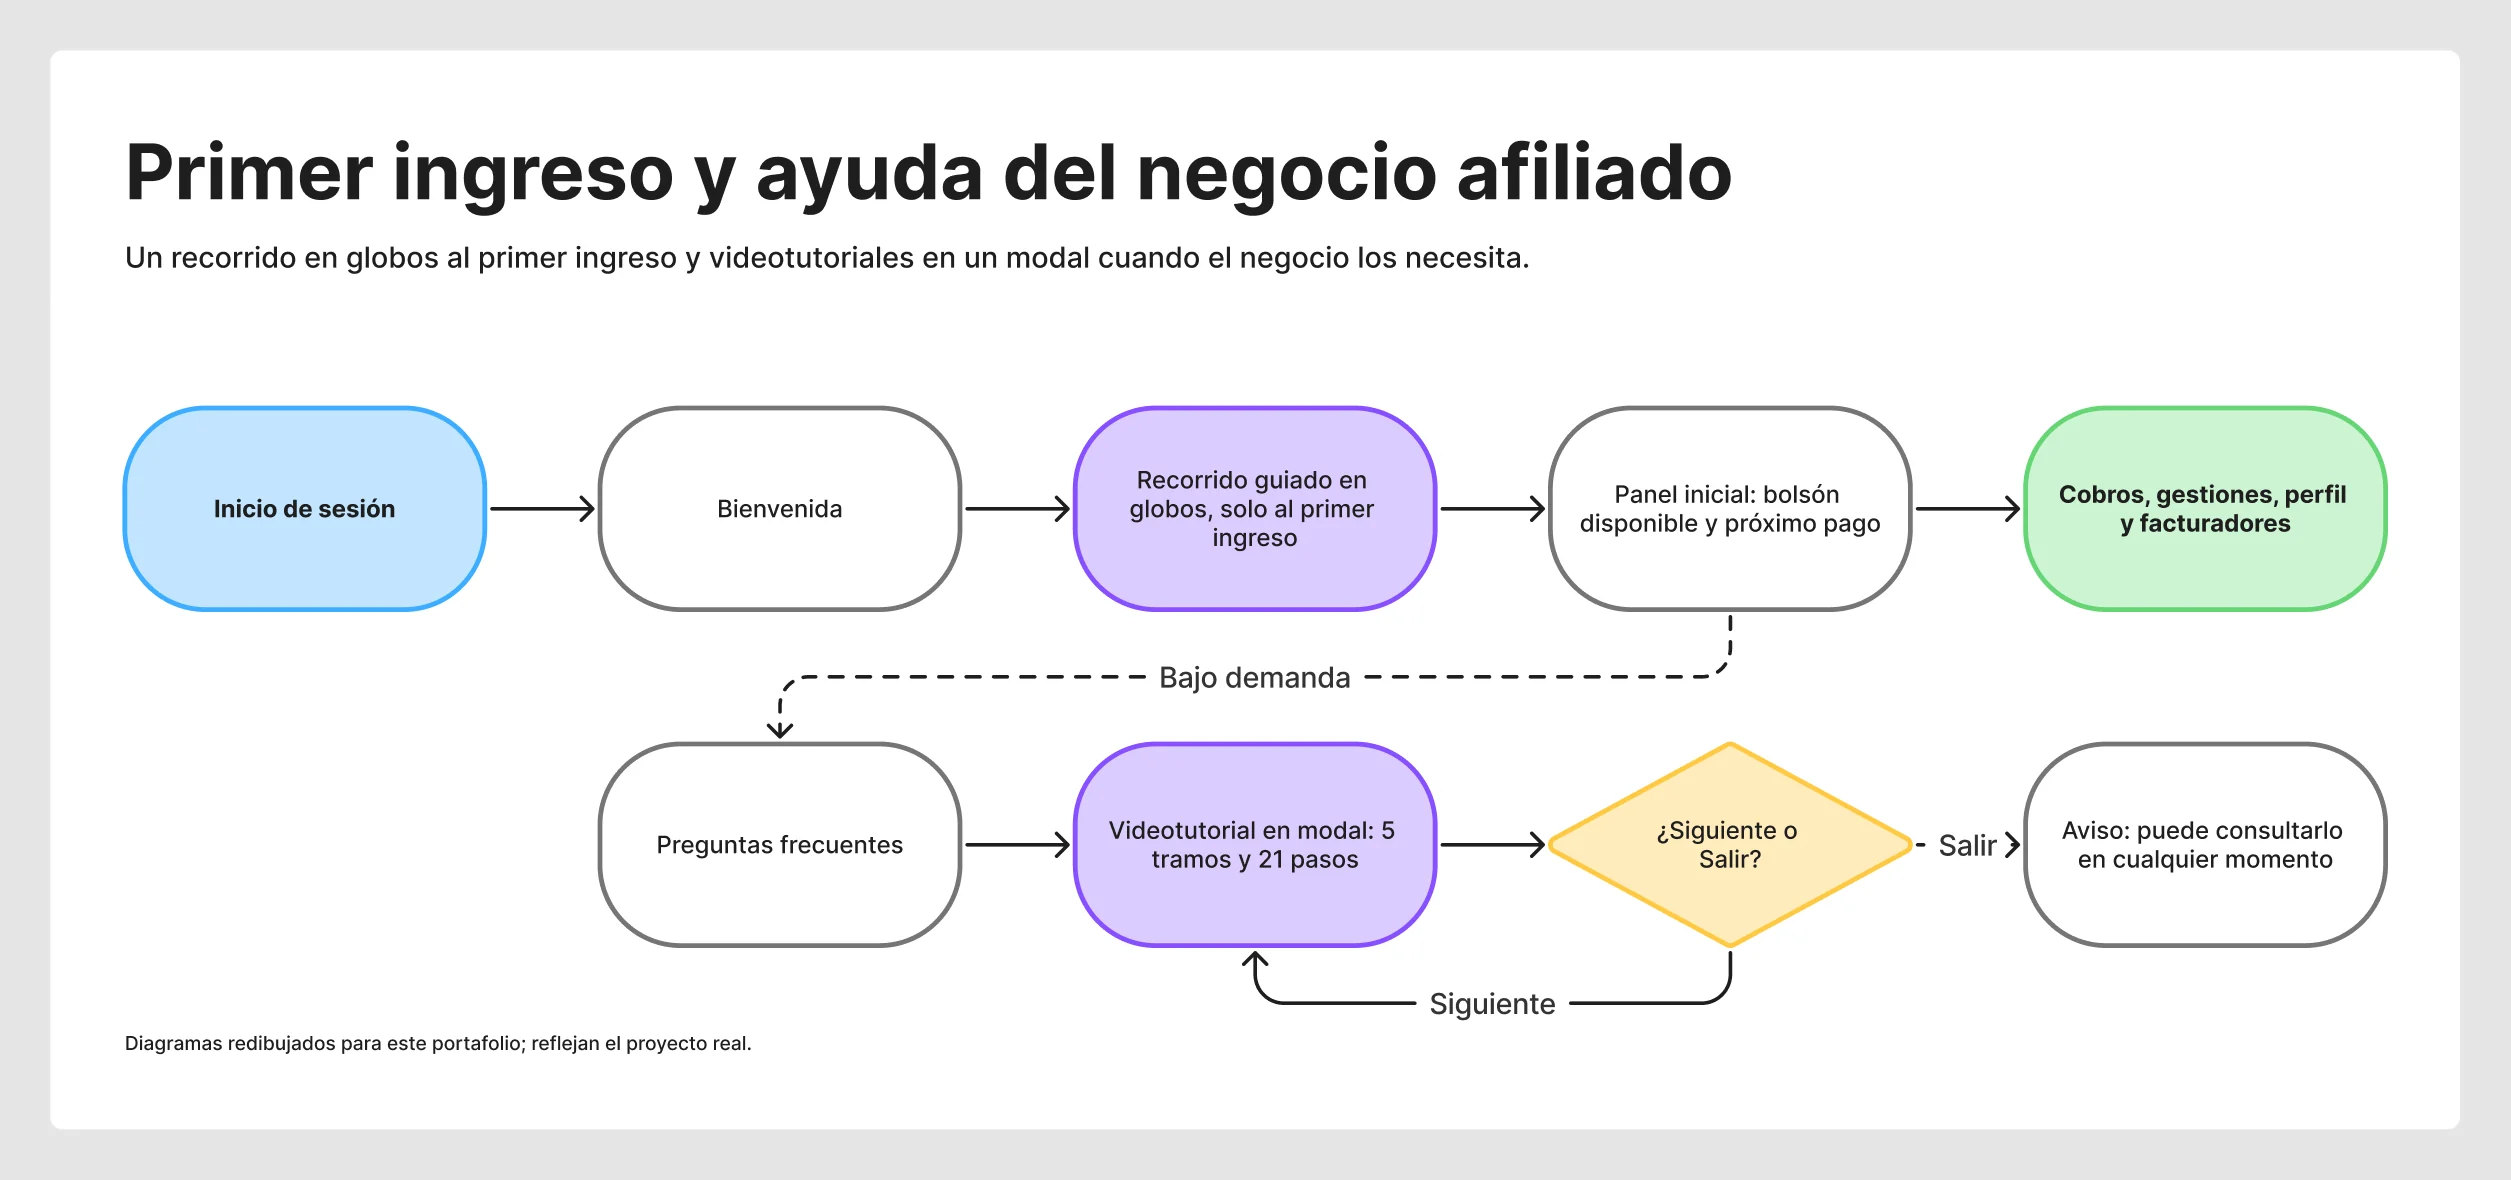 Primer ingreso y ayuda del negocio afiliado
Un recorrido en globos al primer ingreso y videotutoriales en un modal cuando el negocio los necesita.
Inicio de sesión
Bienvenida
Recorrido guiado en
globos, solo al primer
ingreso
Panel inicial: bolsón
disponible y próximo pago
Cobros, gestiones, perfil
y facturadores
Bajo demanda
Preguntas frecuentes
Videotutorial en modal: 5
tramos y 21 pasos
¿Siguiente o
Salir?
Salir
Aviso: puede consultarlo
en cualquier momento
Siguiente
Diagramas redibujados para este portafolio; reflejan el proyecto real.